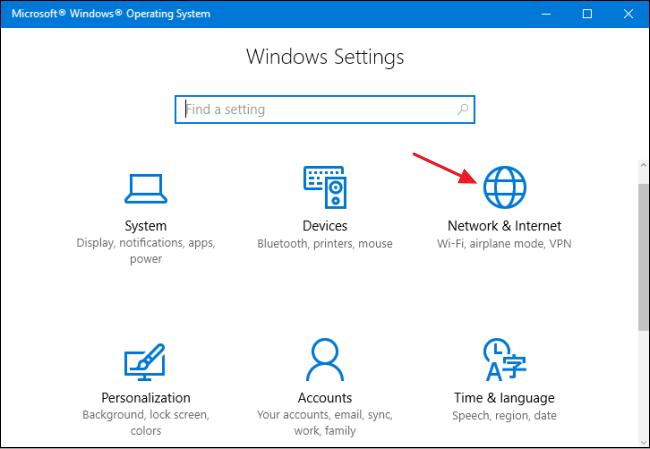 Microsoft® Windows® Operating System
Windows Settings
Find a setting
System
Display, notifications, apps,
power
Devices
Bluetooth, printers, mouse
Network & Internet
Wi-Fi, airplane mode, VPN
Personalization
Background, lock screen,
colors
Accounts
Your accounts, email, sync,
work, family
A字
Time & language
Speech, region, date